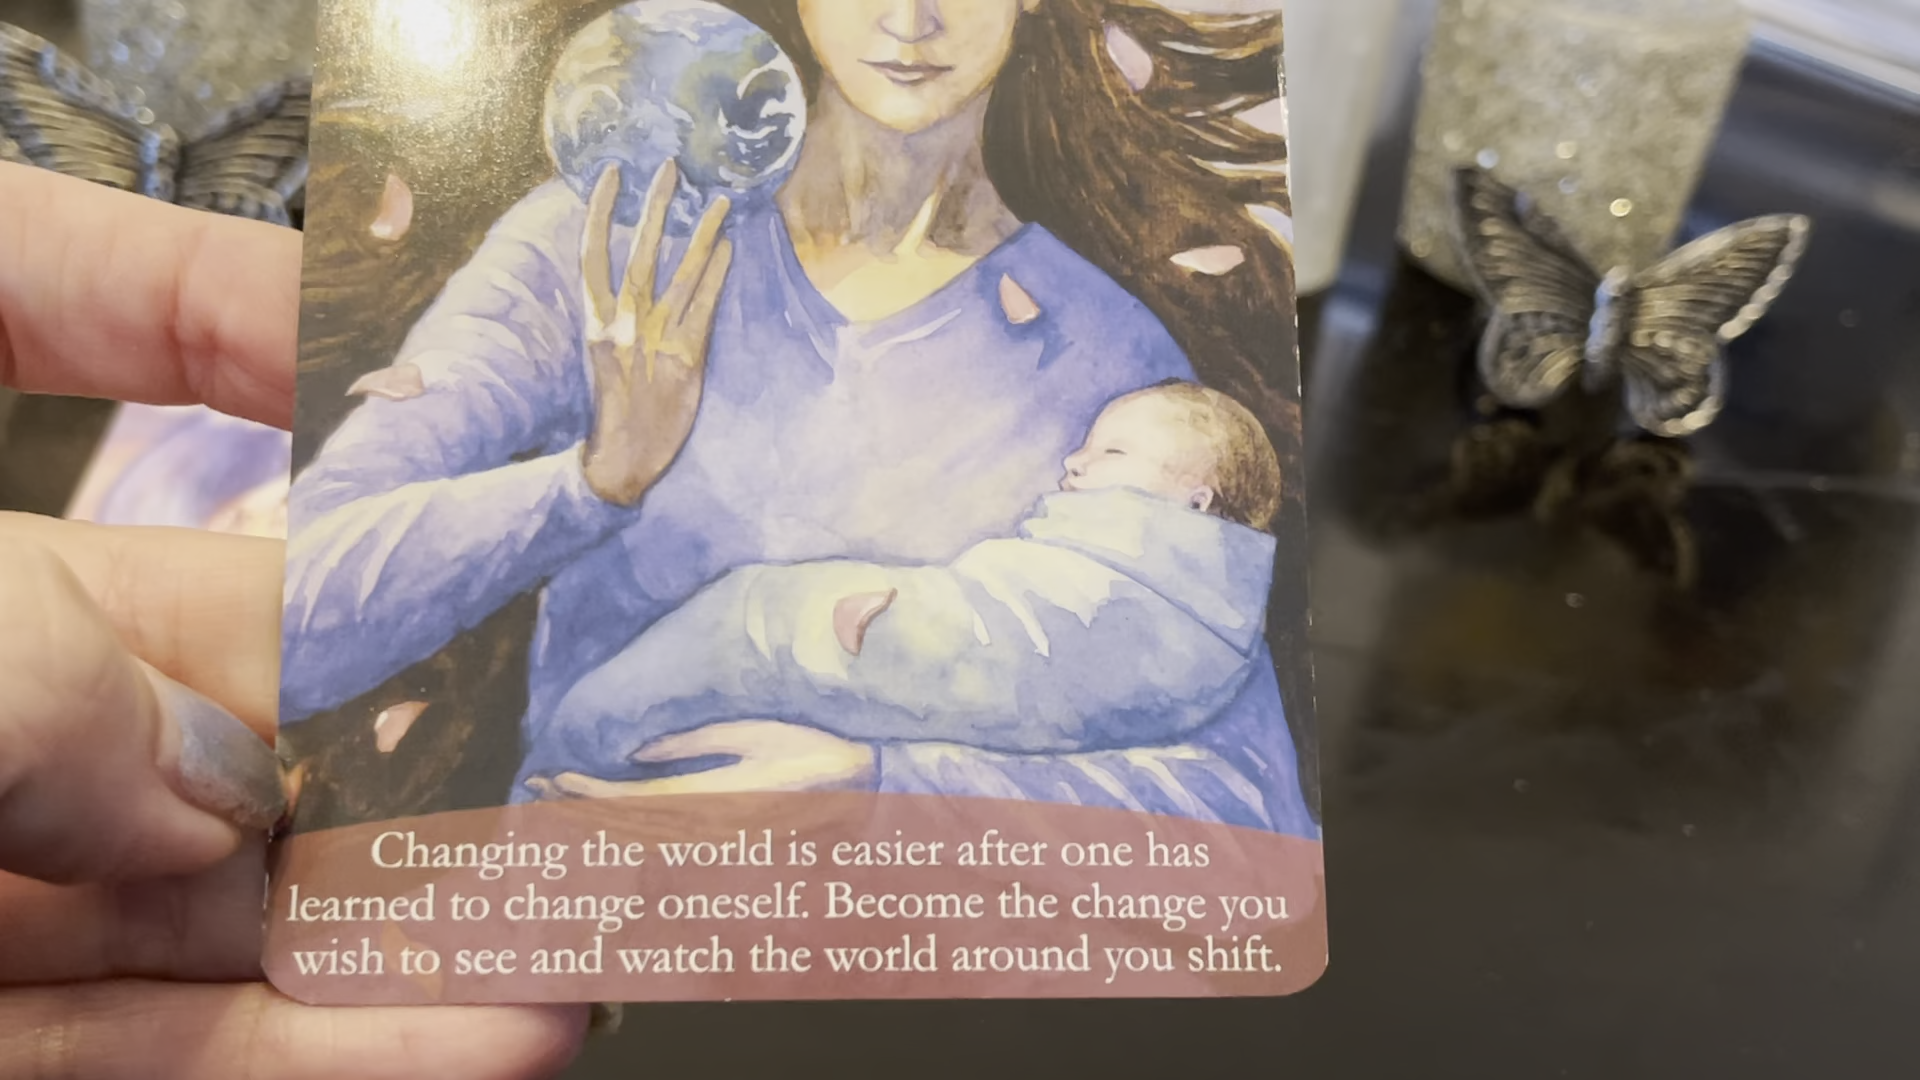 Changing the world is easier after one has
learned to change oneself. Become the change you
wish to see and watch the world around you shift.